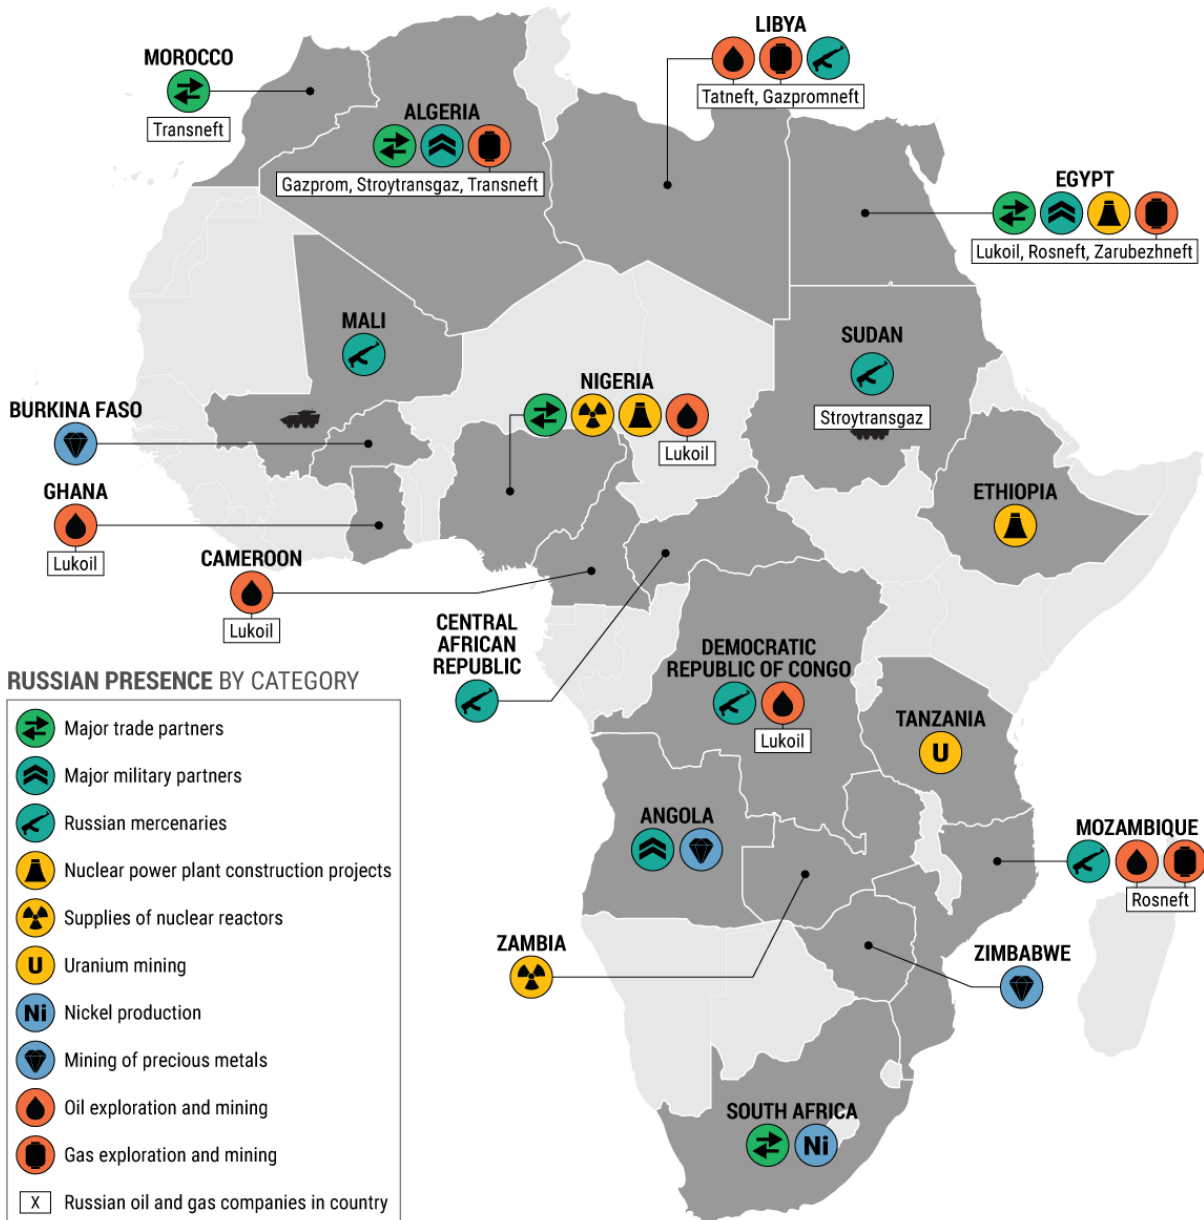 LIBYA
Tatneft, Gazpromneft
MOROCCO
Transneft
ALGERIA
Gazprom, Stroytransgaz, Transneft
EGYPT
Lukoil, Rosneft, Zarubezhneft
MALI
SUDAN
Stroytransgaz
NIGERIA
Lukoil
BURKINA FASO
GHANA
Lukoil
ETHIOPIA
CAMEROON
Lukoil
CENTRAL
AFRICAN
REPUBLIC
DEMOCRATIC
REPUBLIC OF CONGO
Lukoil
TANZANIA
U
ANGOLA
MOZAMBIQUE
Rosneft
ZAMBIA
ZIMBABWE
SOUTH AFRICA
Ni
RUSSIAN PRESENCE BY CATEGORY
Major trade partners
Major military partners
Russian mercenaries
Nuclear power plant construction projects
Supplies of nuclear reactors
U Uranium mining
Ni Nickel production
Mining of precious metals
Oil exploration and mining
Gas exploration and mining
X Russian oil and gas companies in country